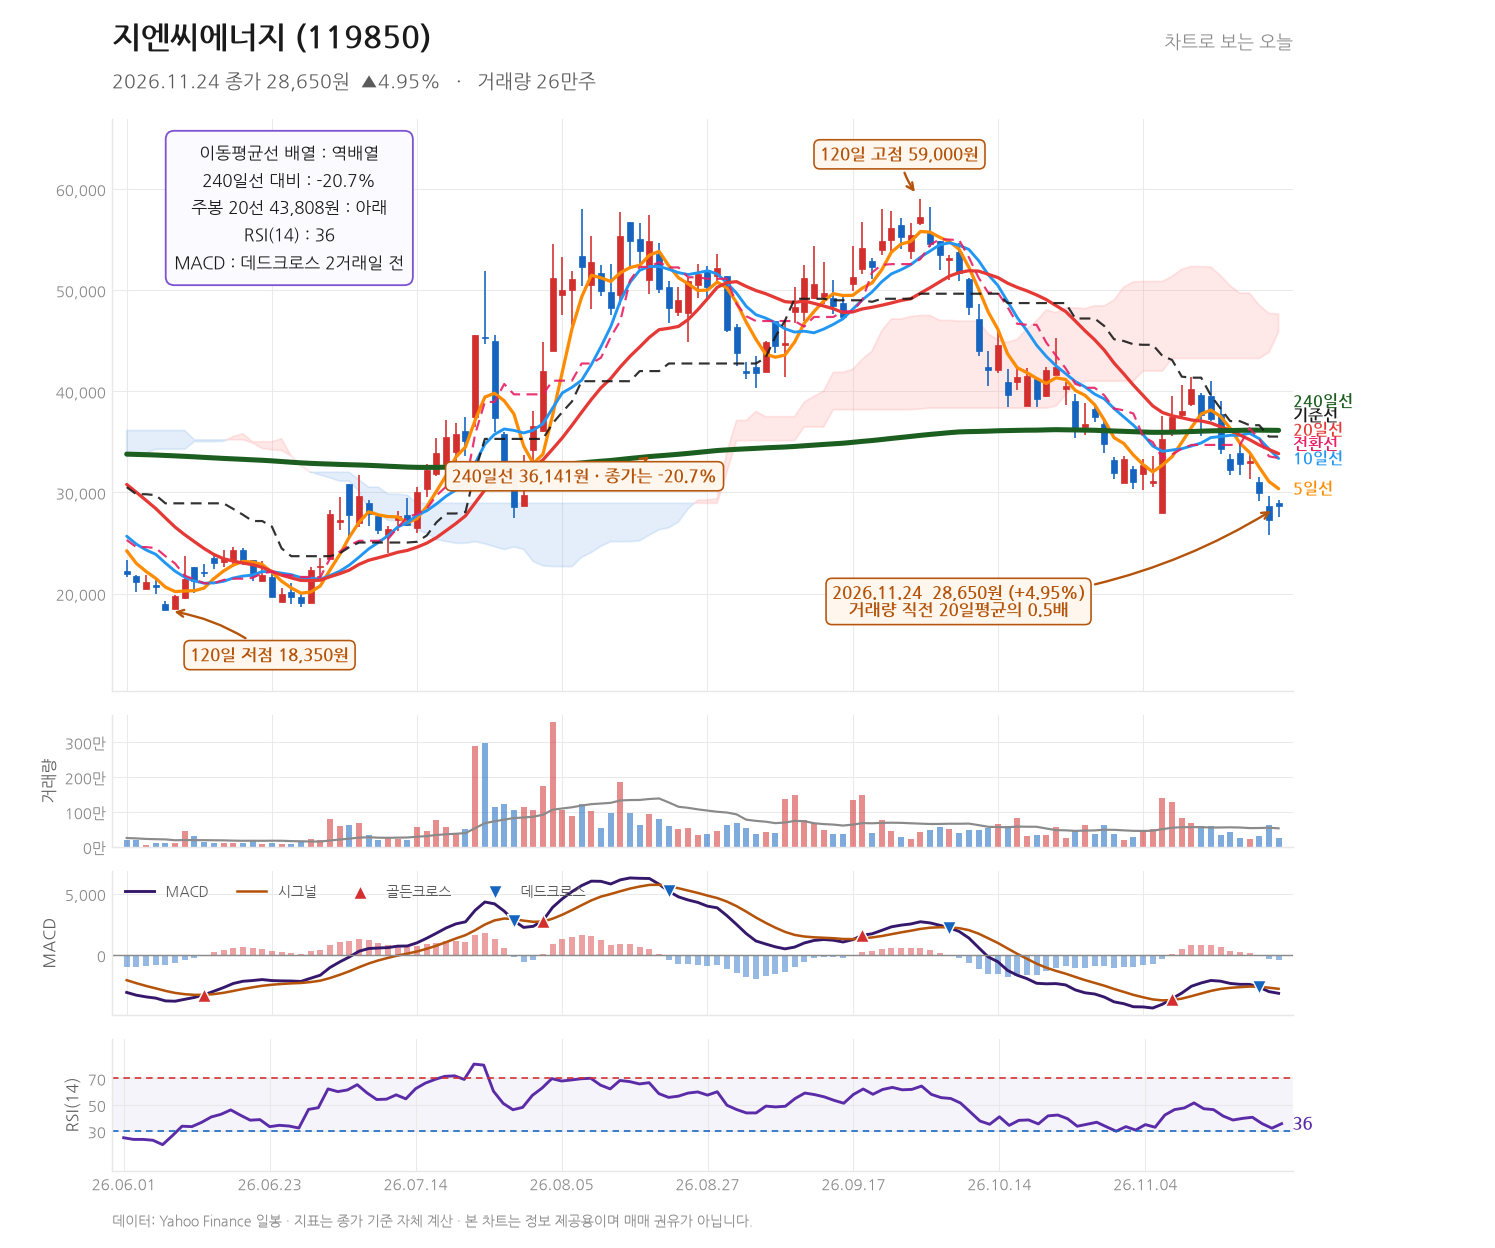 지엔씨에너지 (119850)
차트로 보는 오늘
2026.11.24 종가 28,650원 ▲4.95% · 거래량 26만주
이동평균선 배열 : 역배열
240일선 대비 : -20.7%
주봉 20선 43,808원 : 아래
RSI(14) : 36
MACD : 데드크로스 2거래일 전
120일 고점 59,000원
60,000
50,000
40,000
30,000
20,000
240일선
기준선
20일선
전환선
10일선
5일선
240일선 36,141원 · 종가는 -20.7%
2026.11.24 28,650원 (+4.95%)
거래량 직전 20일평균의 0.5배
120일 저점 18,350원
거래량
300만
200만
100만
0만
MACD
5,000
0
MACD
시그널
골든크로스
데드크로스
RSI(14)
70
50
30
36
26.06.01
26.06.23
26.07.14
26.08.05
26.08.27
26.09.17
26.10.14
26.11.04
데이터: Yahoo Finance 일봉 · 지표는 종가 기준 자체 계산 · 본 차트는 정보 제공용이며 매매 권유가 아닙니다.